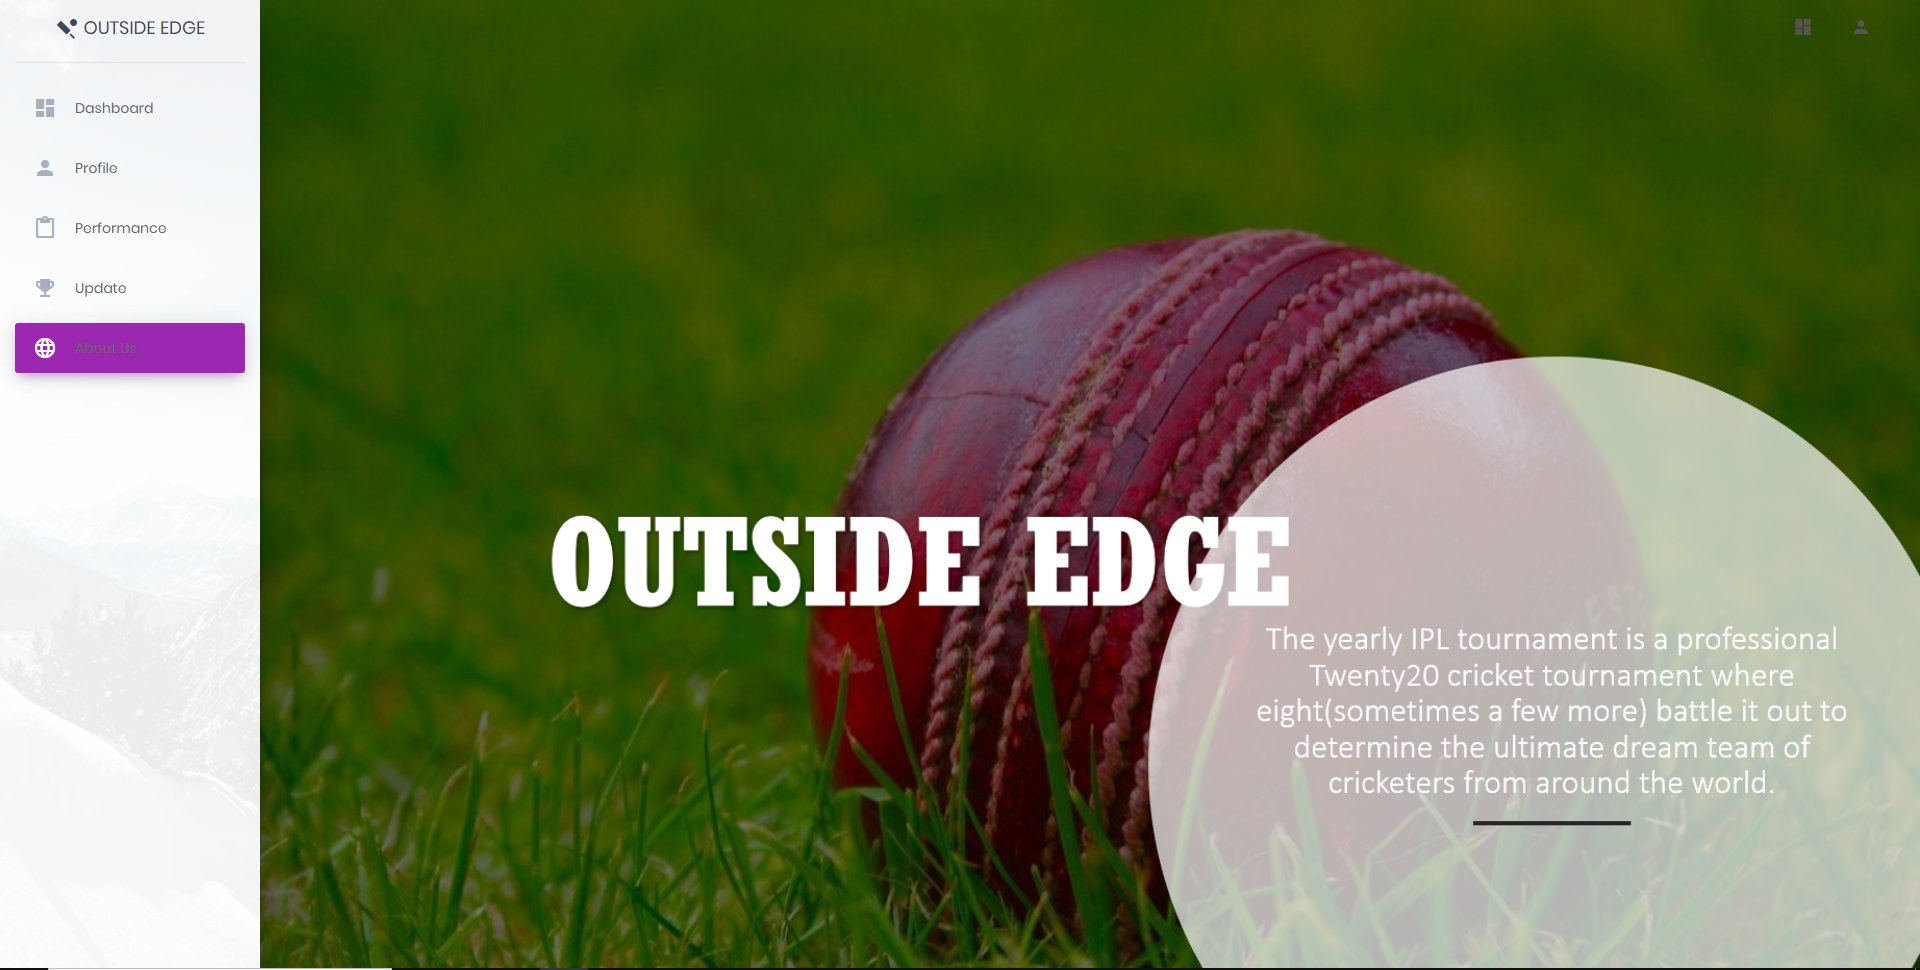 OUTSIDE EDGE
Dashboard
Profile
Performance
Update
About Us
OUTSIDE EDGE
The yearly IPL tournament is a professional
Twenty20 cricket tournament where
eight(sometimes a few more) battle it out to
determine the ultimate dream team of
cricketers from around the world.